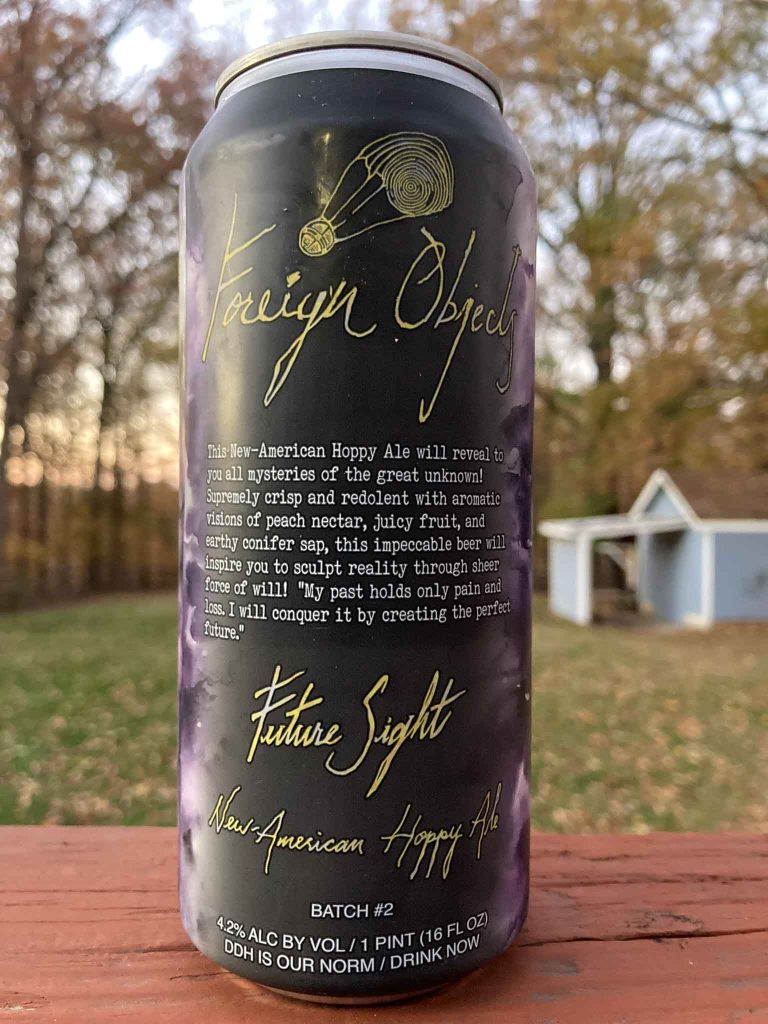 Foreign Objects
This New-American Hoppy Ale will reveal to
you all mysteries of the great unknown!
Supremely crisp and redolent with aromatic
visions of peach nectar, juicy fruit, and
earthy conifer sap, this impeccable beer will
inspire you to sculpt reality through sheer
force of will! "My past holds only pain and
loss. I will conquer it by creating the perfect
future."
Future Sight
New-American Hoppy Ale
BATCH #2
4.2% ALC BY VOL / 1 PINT (16 FL OZ)
DDH IS OUR NORM / DRINK NOW